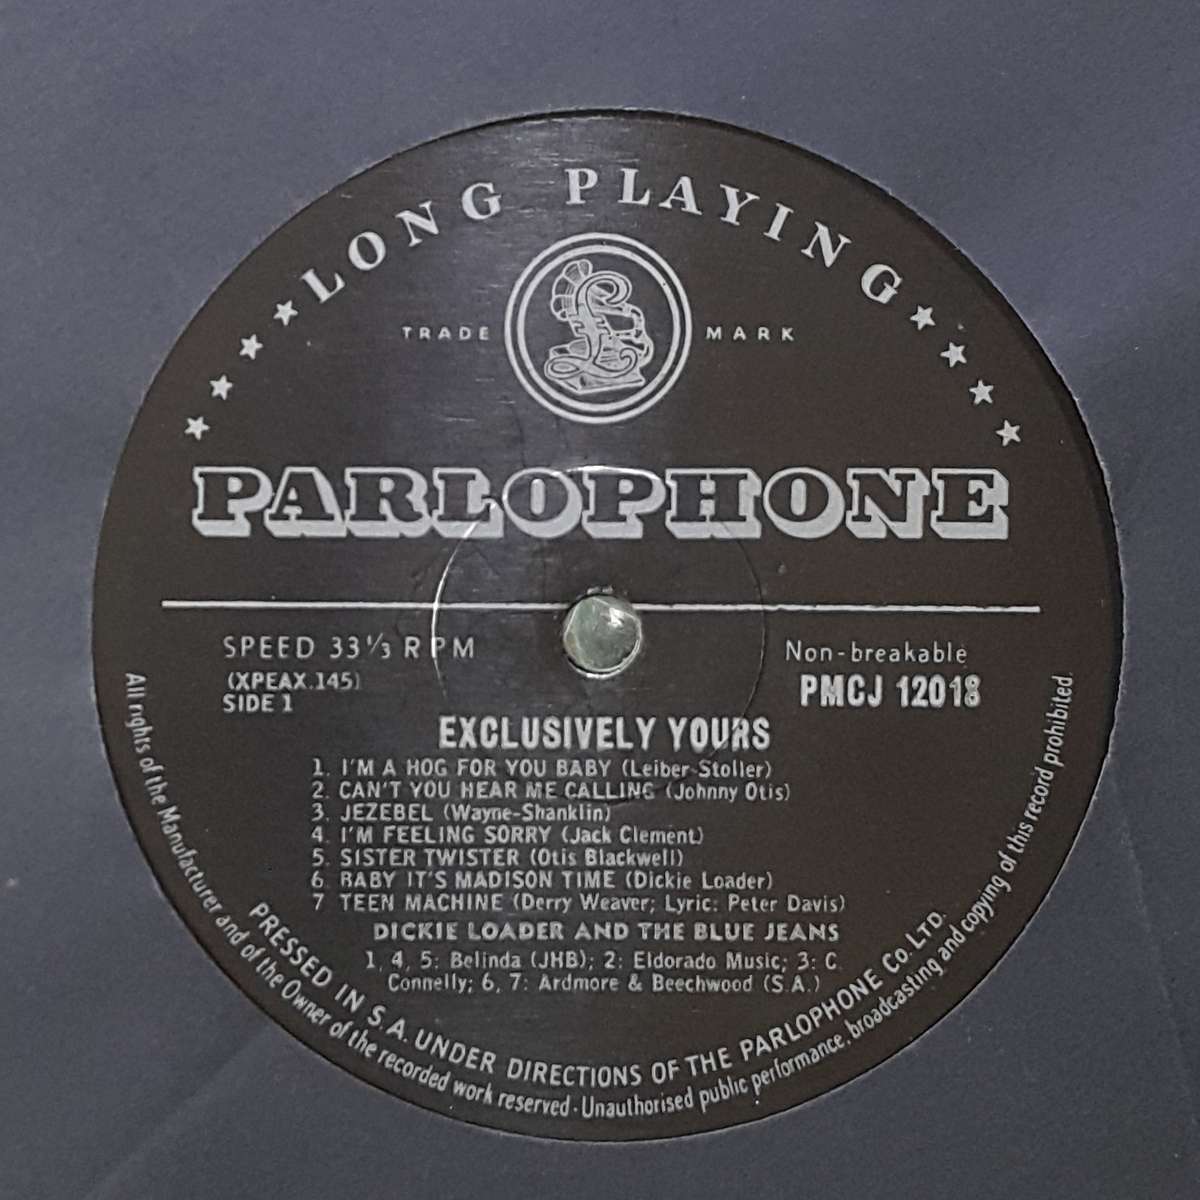 LONG PLAYING
TRADE MARK
£
PARLOPHONE
SPEED 33⅓ RPM
Non-breakable
(XPEAX.145)
PMCJ 12018
SIDE 1
EXCLUSIVELY YOURS
1. I'M A HOG FOR YOU BABY (Leiber-Stoller)
2. CAN'T YOU HEAR ME CALLING (Johnny Otis)
3. JEZEBEL (Wayne-Shanklin)
4. I'M FEELING SORRY (Jack Clement)
5. SISTER TWISTER (Otis Blackwell)
6. BABY IT'S MADISON TIME (Dickie Loader)
7 TEEN MACHINE (Derry Weaver; Lyric: Peter Davis)
DICKIE LOADER AND THE BLUE JEANS
1, 4, 5: Belinda (JHB); 2: Eldorado Music; 3: C.
Connelly; 6, 7: Ardmore & Beechwood (S.A.)
PRESSED IN S.A. UNDER DIRECTIONS OF THE PARLOPHONE Co. LTD.
All rights of the Manufacturer and of the Owner of the recorded work reserved · Unauthorised public performance, broadcasting and copying of this record prohibited.